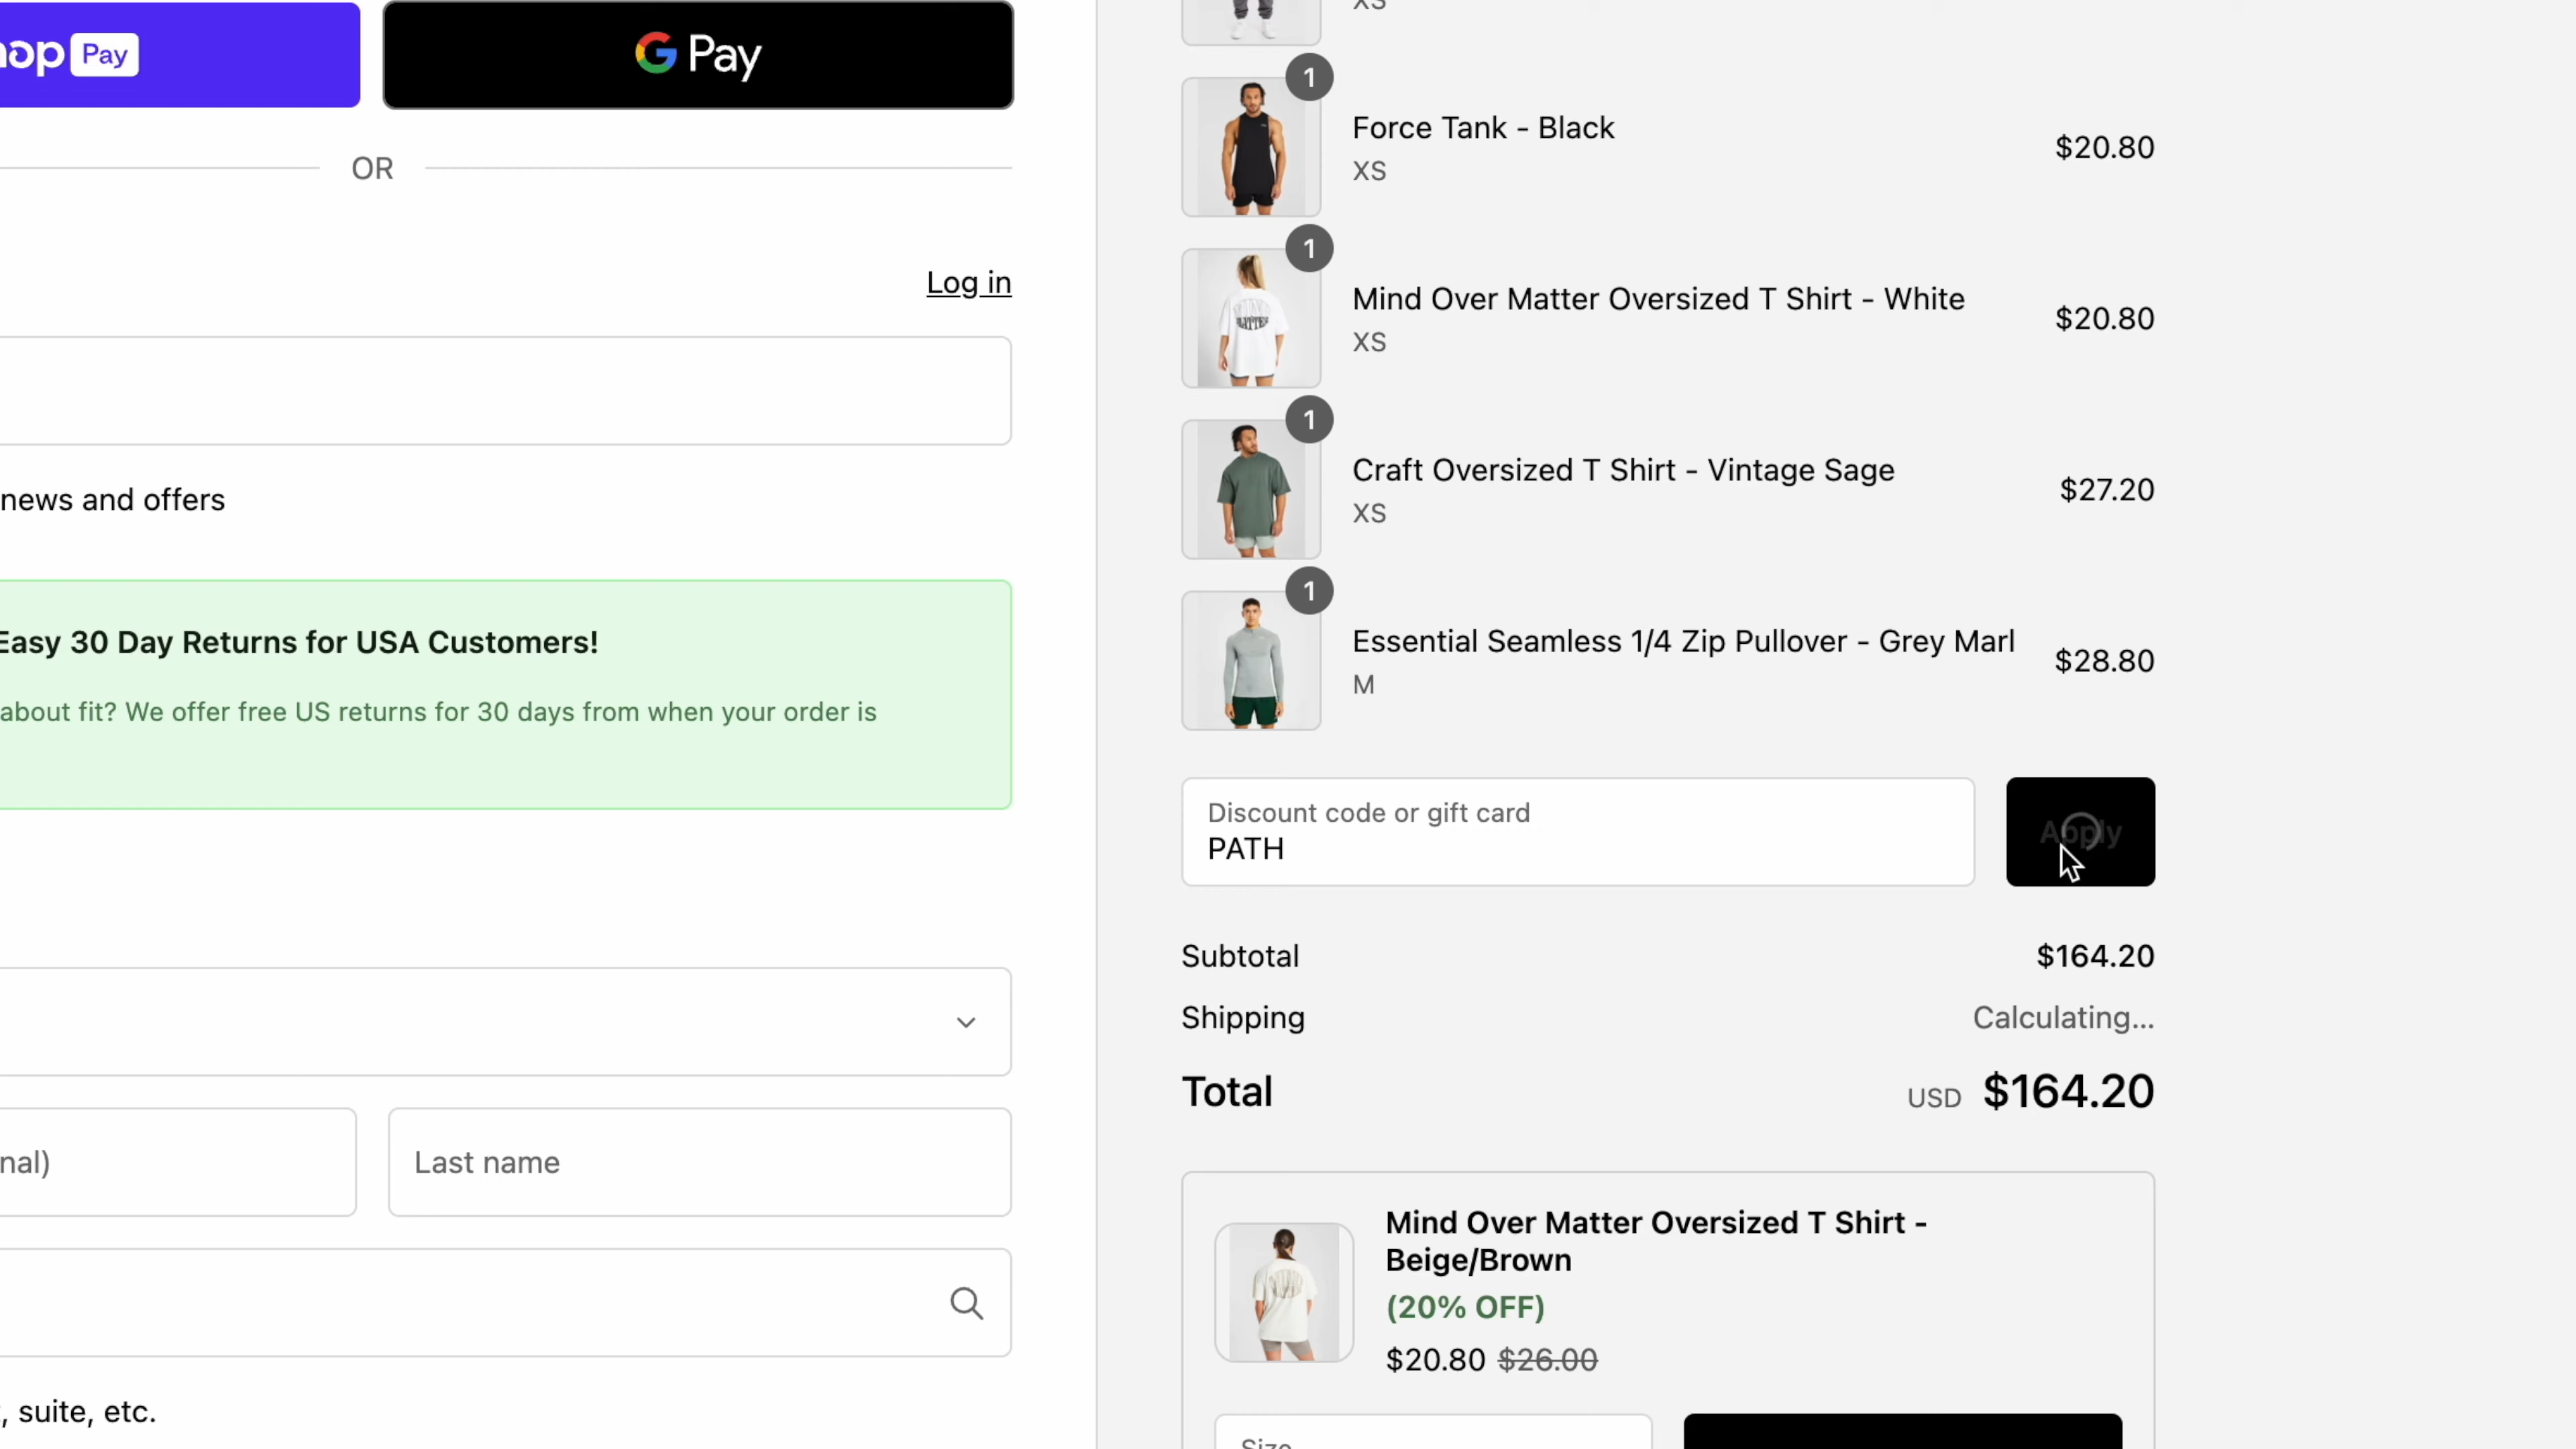 Pay
G Pay
OR
Log in
news and offers
Easy 30 Day Returns for USA Customers!
about fit? We offer free US returns for 30 days from when your order is
nal)
Last name
, suite, etc.
XS
1
Force Tank - Black
XS
$20.80
1
Mind Over Matter Oversized T Shirt - White
XS
$20.80
1
Craft Oversized T Shirt - Vintage Sage
XS
$27.20
1
Essential Seamless 1/4 Zip Pullover - Grey Marl
M
$28.80
Discount code or gift card
PATH
Apply
Subtotal
$164.20
Shipping
Calculating...
Total
USD $164.20
Mind Over Matter Oversized T Shirt -
Beige/Brown
(20% OFF)
$20.80 $26.00
Size